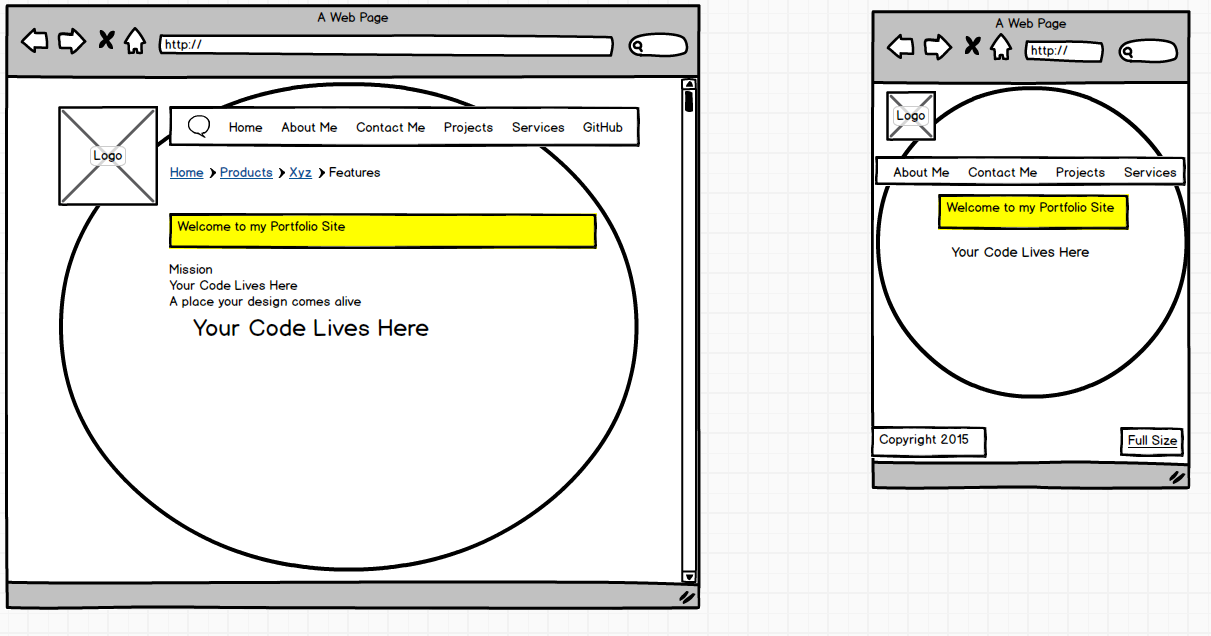 A Web Page
http://
Logo
Home About Me Contact Me Projects Services GitHub
Home Products Xyz Features
Welcome to my Portfolio Site
Mission
Your Code Lives Here
A place your design comes alive
Your Code Lives Here
A Web Page
http://
Logo
About Me Contact Me Projects Services
Welcome to my Portfolio Site
Your Code Lives Here
Copyright 2015
Full Size